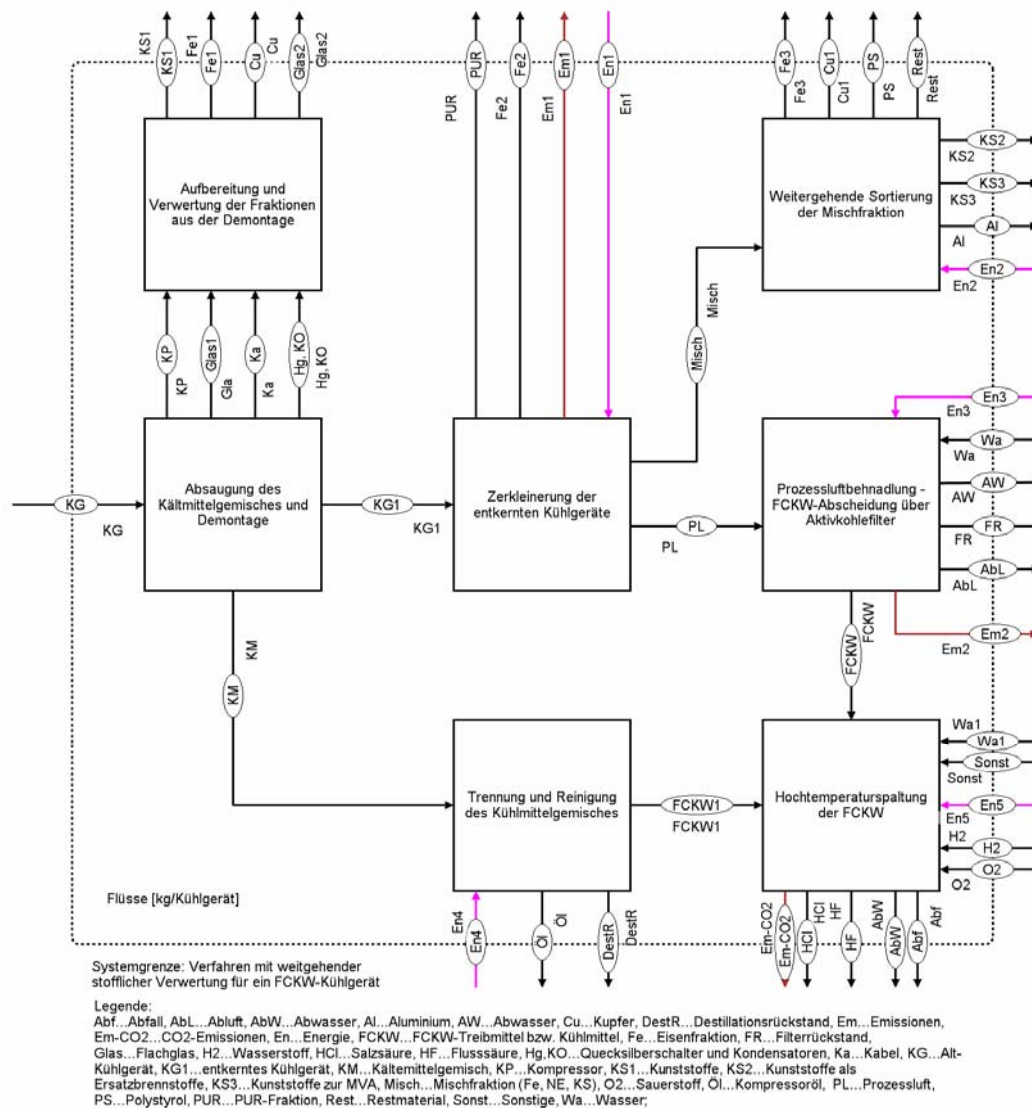 KS1
Fe1
Cu
Glas2
KS1
Fe1
Cu
Glas2
PUR
Fe2
Em1
En1
PUR
Fe2
Em1
En1
Fe3
Cu1
PS
Rest
Fe3
Cu1
PS
Rest
Aufbereitung und
Verwertung der Fraktionen
aus der Demontage
Weitergehende Sortierung
der Mischfraktion
KS2
KS2
KS3
KS3
Al
Al
En2
En2
Misch
Misch
KP
Glas1
Ka
Hg, KO
KP
Gla
Ka
Hg, KO
En3
En3
Wa
Wa
AW
AW
FR
FR
AbL
AbL
Em2
Em2
KG
KG
Absaugung des
Kältmittelgemisches und
Demontage
KG1
KG1
Zerkleinerung der
entkernten Kühlgeräte
PL
PL
Prozessluftbehnadlung -
FCKW-Abscheidung über
Aktivkohlefilter
FCKW
FCKW
KM
KM
Trennung und Reinigung
des Kühlmittelgemisches
FCKW1
FCKW1
Hochtemperaturspaltung
der FCKW
Wa1
Wa1
Sonst
Sonst
En5
En5
H2
H2
O2
O2
Flüsse [kg/Kühlgerät]
En4
En4
Öl
Öl
DestR
DestR
Em-CO2
Em-CO2
HCl
HCl
HF
HF
AbW
AbW
Abf
Abf
Systemgrenze: Verfahren mit weitgehender
stofflicher Verwertung für ein FCKW-Kühlgerät
Legende:
Abf...Abfall, AbL...Abluft, AbW...Abwasser, Al...Aluminium, AW...Abwasser, Cu...Kupfer, DestR...Destillationsrückstand, Em...Emissionen,
Em-CO2...CO2-Emissionen, En...Energie, FCKW...FCKW-Treibmittel bzw. Kühlmittel, Fe...Eisenfraktion, FR...Filterrückstand,
Glas...Flachglas, H2...Wasserstoff, HCl...Salzsäure, HF...Flusssäure, Hg,KO...Quecksilberschalter und Kondensatoren, Ka...Kabel, KG...Alt-
Kühlgerät, KG1...entkerntes Kühlgerät, KM...Kältemittelgemisch, KP...Kompressor, KS1...Kunststoffe, KS2...Kunststoffe als
Ersatzbrennstoffe, KS3...Kunststoffe zur MVA, Misch...Mischfraktion (Fe, NE, KS), O2...Sauerstoff, Öl...Kompressoröl, PL...Prozessluft,
PS...Polystyrol, PUR...PUR-Fraktion, Rest...Restmaterial, Sonst...Sonstige, Wa...Wasser;